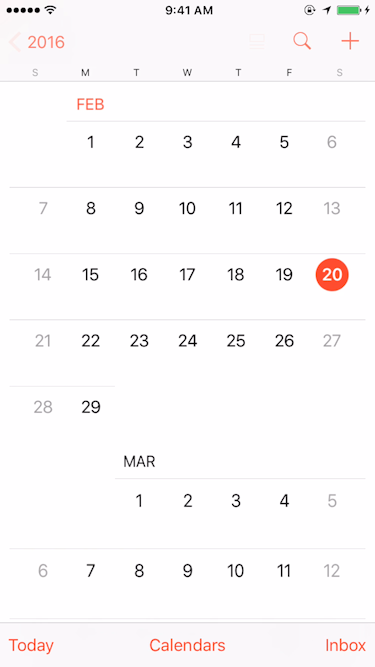 9:41 AM
2016
S M T W T F S
FEB
1 2 3 4 5 6
7 8 9 10 11 12 13
14 15 16 17 18 19 20
21 22 23 24 25 26 27
28 29
MAR
1 2 3 4 5
6 7 8 9 10 11 12
Today Calendars Inbox